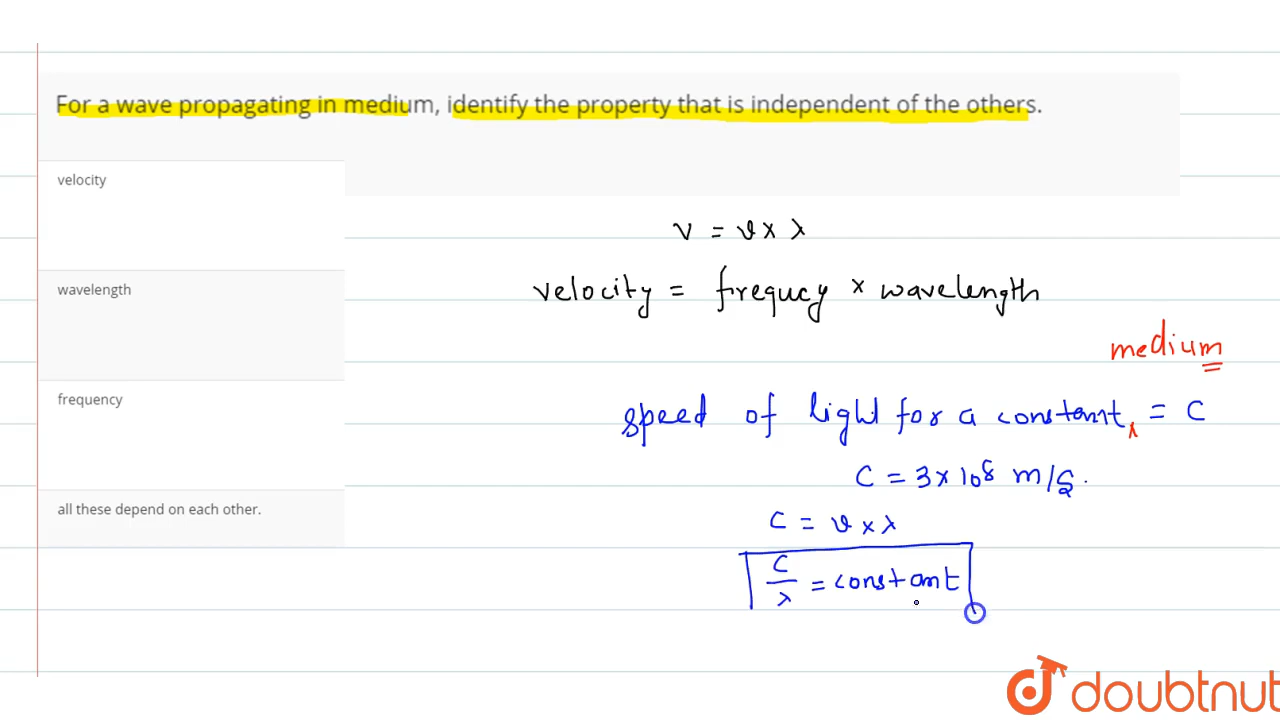 For a wave propagating in medium, identify the property that is independent of the others.
velocity
wavelength
frequency
all these depend on each other.
v = ν x λ
velocity = frequcy x wavelength
medium
speed of light for a constant = C
C = 3 x 10⁸ m/s.
C = ν x λ
C/λ = constant
doubtnut